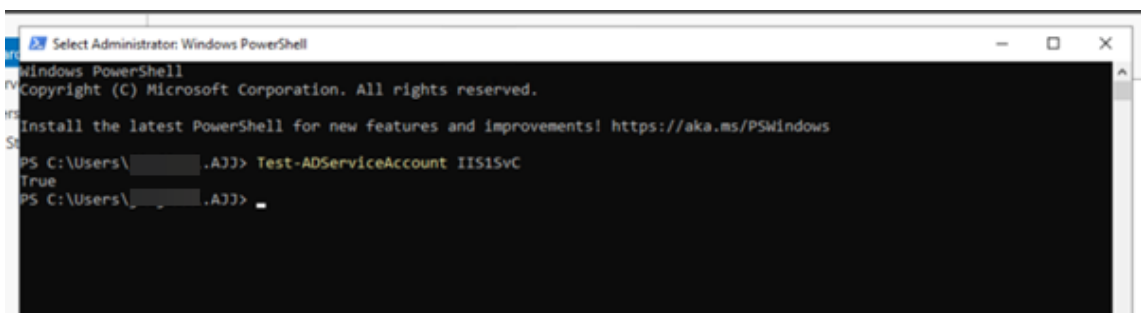 Select Administrator: Windows PowerShell
Windows PowerShell
Copyright (C) Microsoft Corporation. All rights reserved.
Install the latest PowerShell for new features and improvements! https://aka.ms/PSWindows
PS C:\Users\ .AJJ> Test-ADServiceAccount IIS1SvC
True
PS C:\Users\ .AJJ>